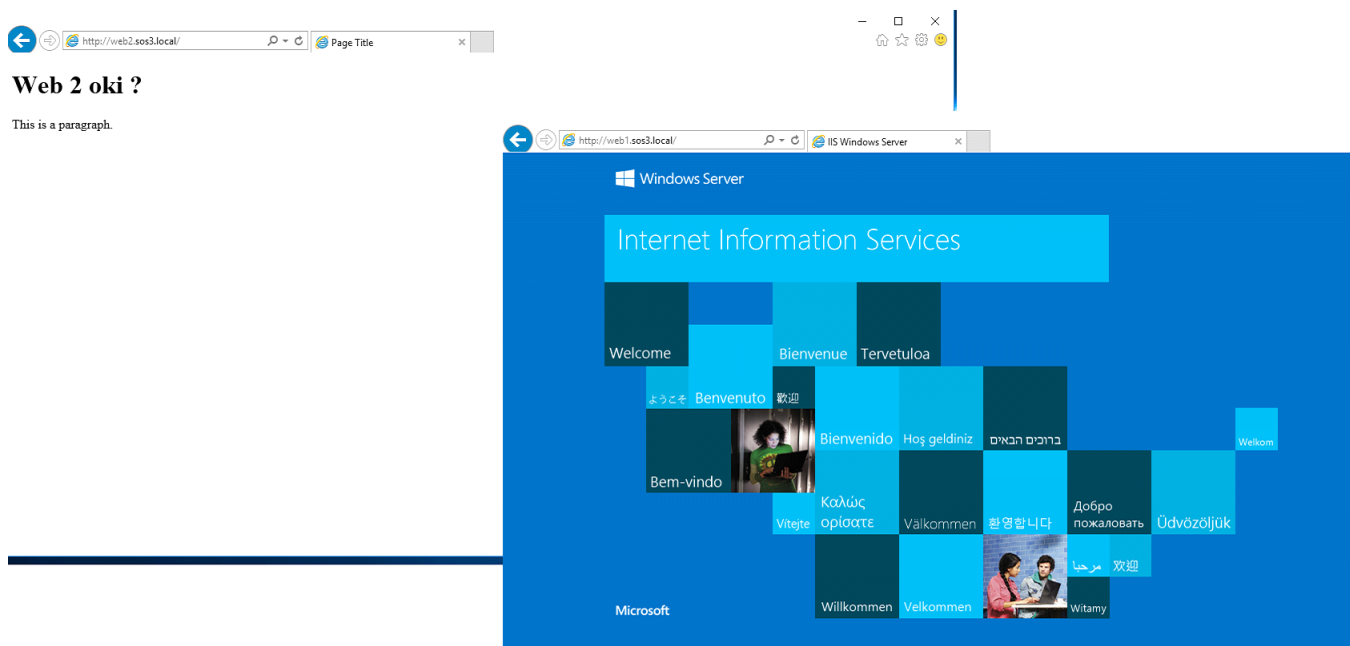 http://web2.sos3.local/
Page Title
Web 2 oki ?
This is a paragraph.
http://web1.sos3.local/
IIS Windows Server
Windows Server
Internet Information Services
Welcome
Bienvenue
Tervetuloa
ようこそ
Benvenuto
歡迎
Bienvenido
Hoş geldiniz
ברוכים הבאים
Welkom
Bem-vindo
Vítejte
Καλώς
ορίσατε
Välkommen
환영합니다
Добро
пожаловать
Üdvözöljük
مرحبا
欢迎
Willkommen
Velkommen
Witamy
Microsoft